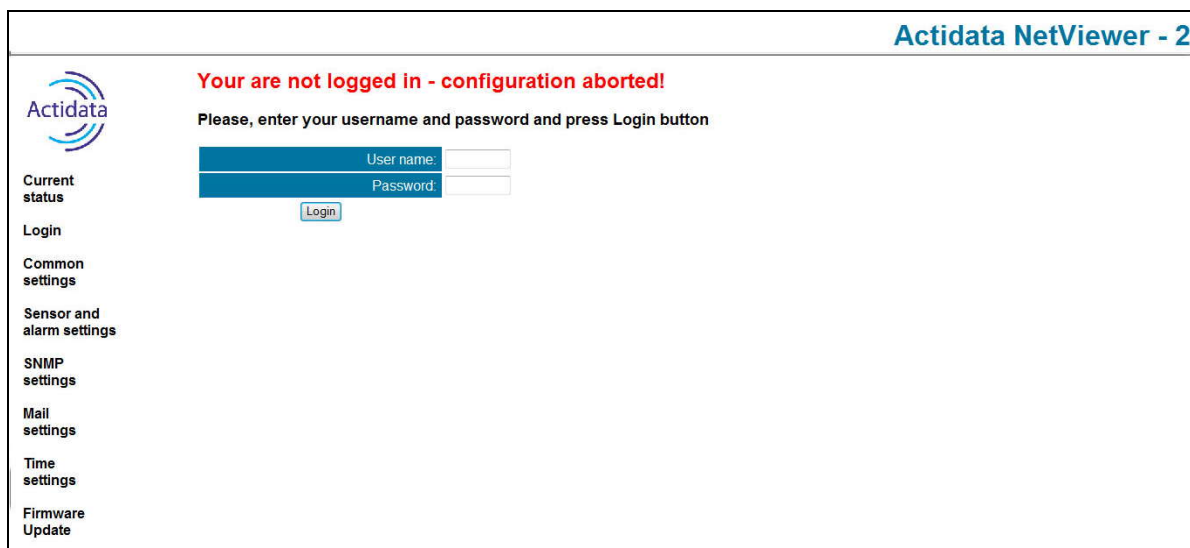 Actidata NetViewer - 2
Actidata
Your are not logged in - configuration aborted!
Please, enter your username and password and press Login button
User name:
Password:
Login
Current
status
Login
Common
settings
Sensor and
alarm settings
SNMP
settings
Mail
settings
Time
settings
Firmware
Update